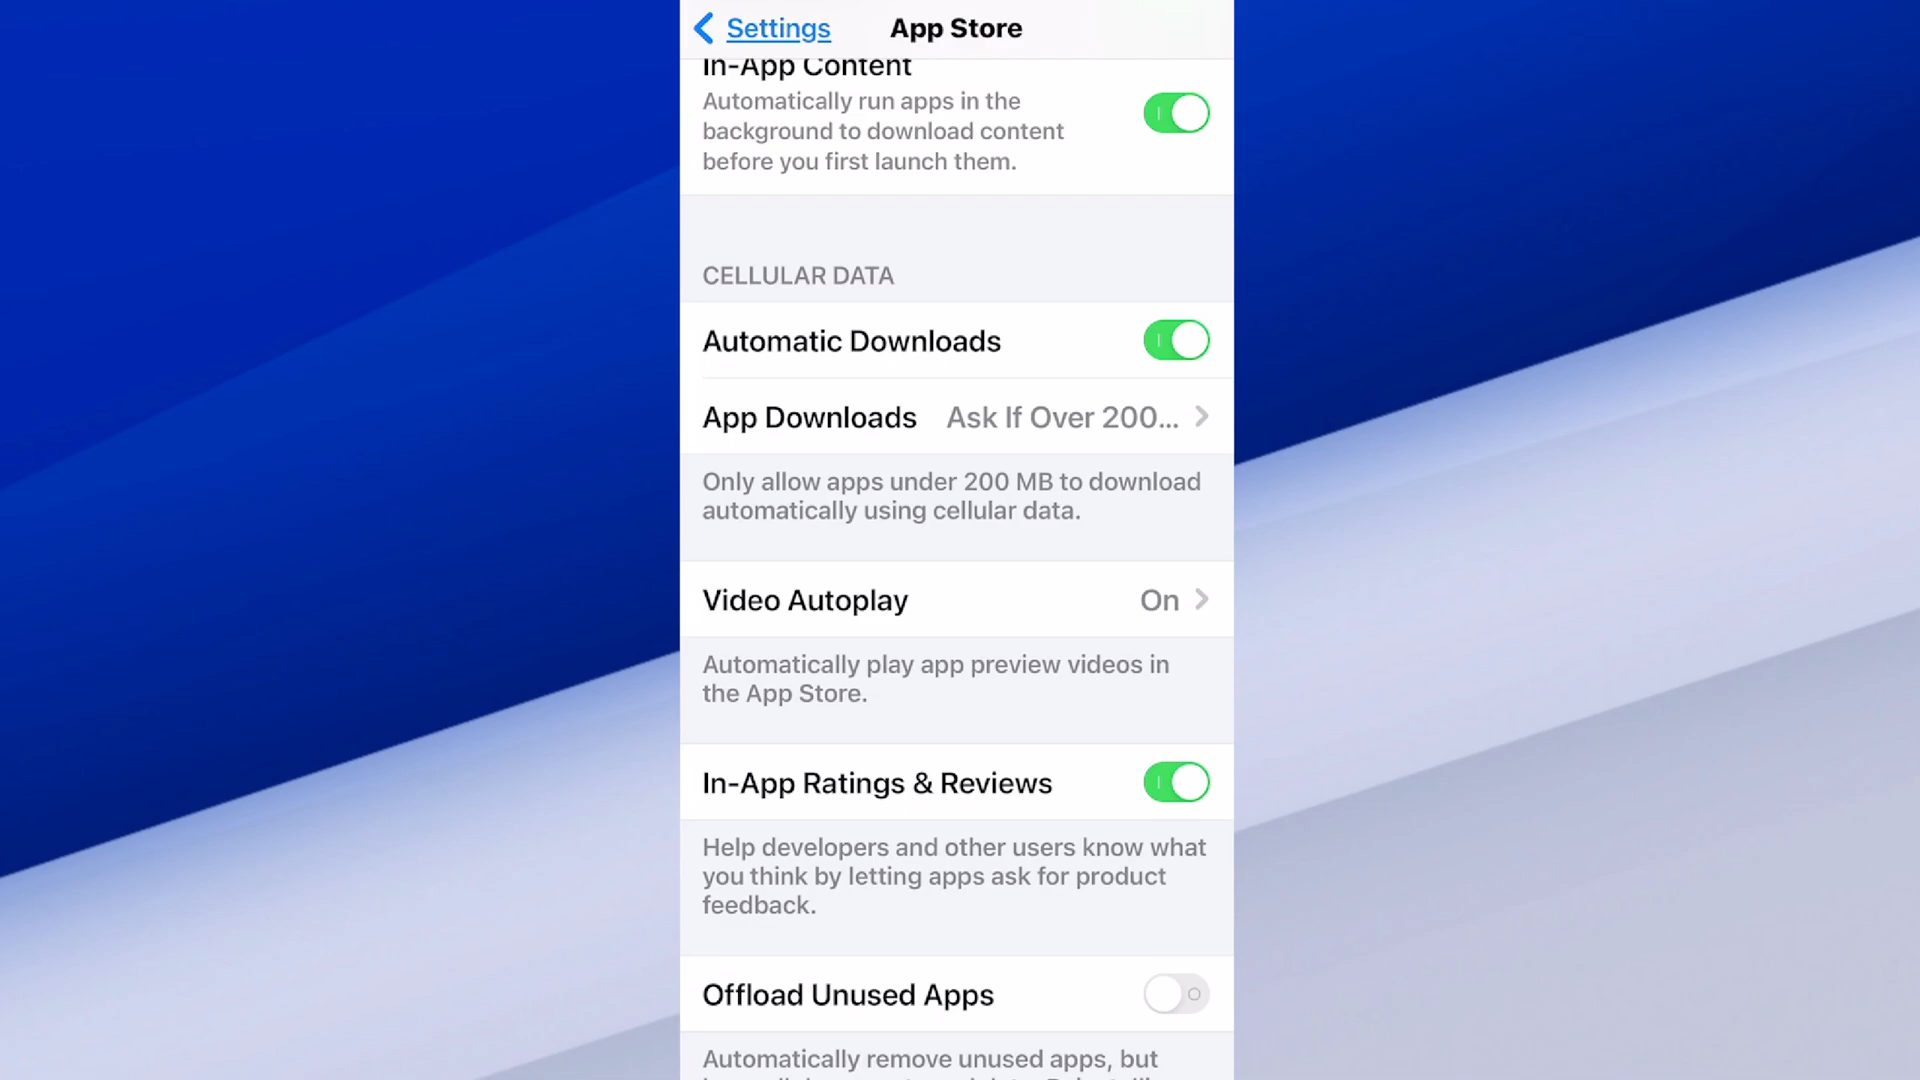 Settings
App Store
In-App Content
Automatically run apps in the
background to download content
before you first launch them.
CELLULAR DATA
Automatic Downloads
App Downloads Ask If Over 200...
Only allow apps under 200 MB to download
automatically using cellular data.
Video Autoplay On
Automatically play app preview videos in
the App Store.
In-App Ratings & Reviews
Help developers and other users know what
you think by letting apps ask for product
feedback.
Offload Unused Apps
Automatically remove unused apps, but